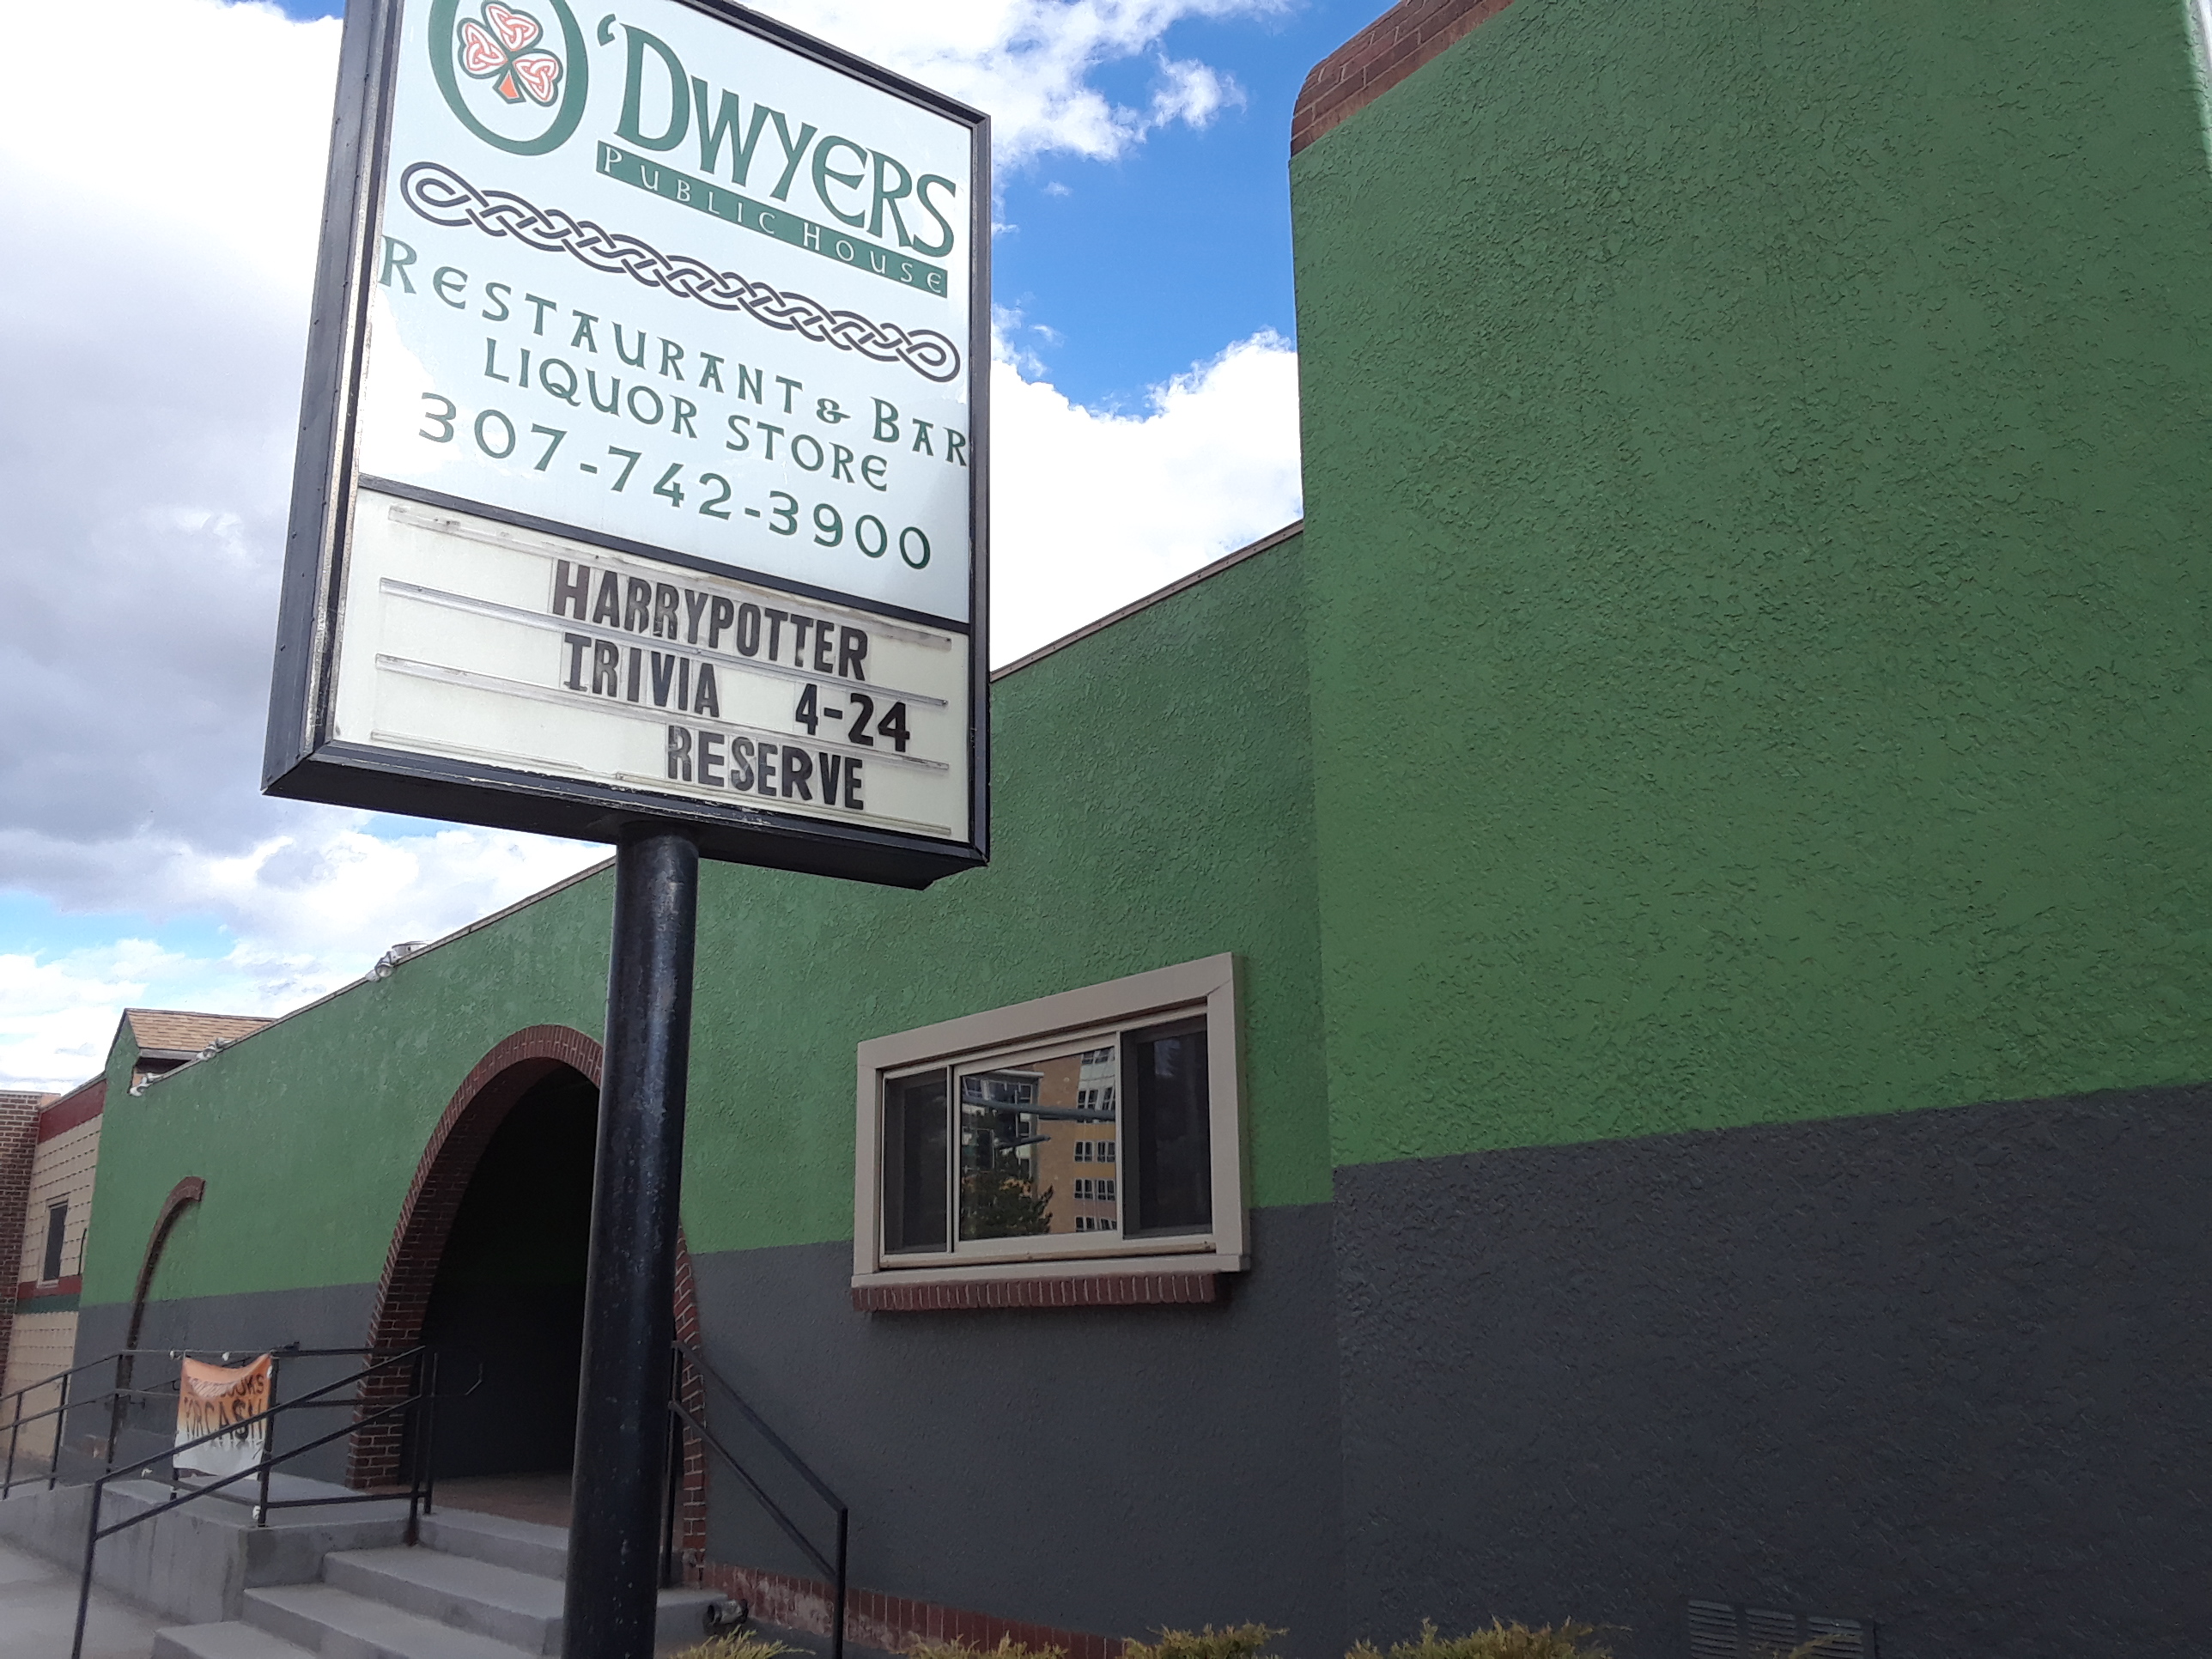 O'DWYERS
PUBLIC HOUSE
RESTAURANT & BAR
LIQUOR STORE
307-742-3900
HARRYPOTTER
TRIVIA 4-24
RESERVE